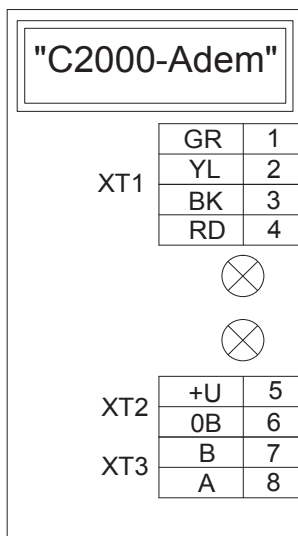 "C2000-Adem"
XT1
GR 1
YL 2
BK 3
RD 4
XT2
+U 5
0B 6
XT3
B 7
A 8